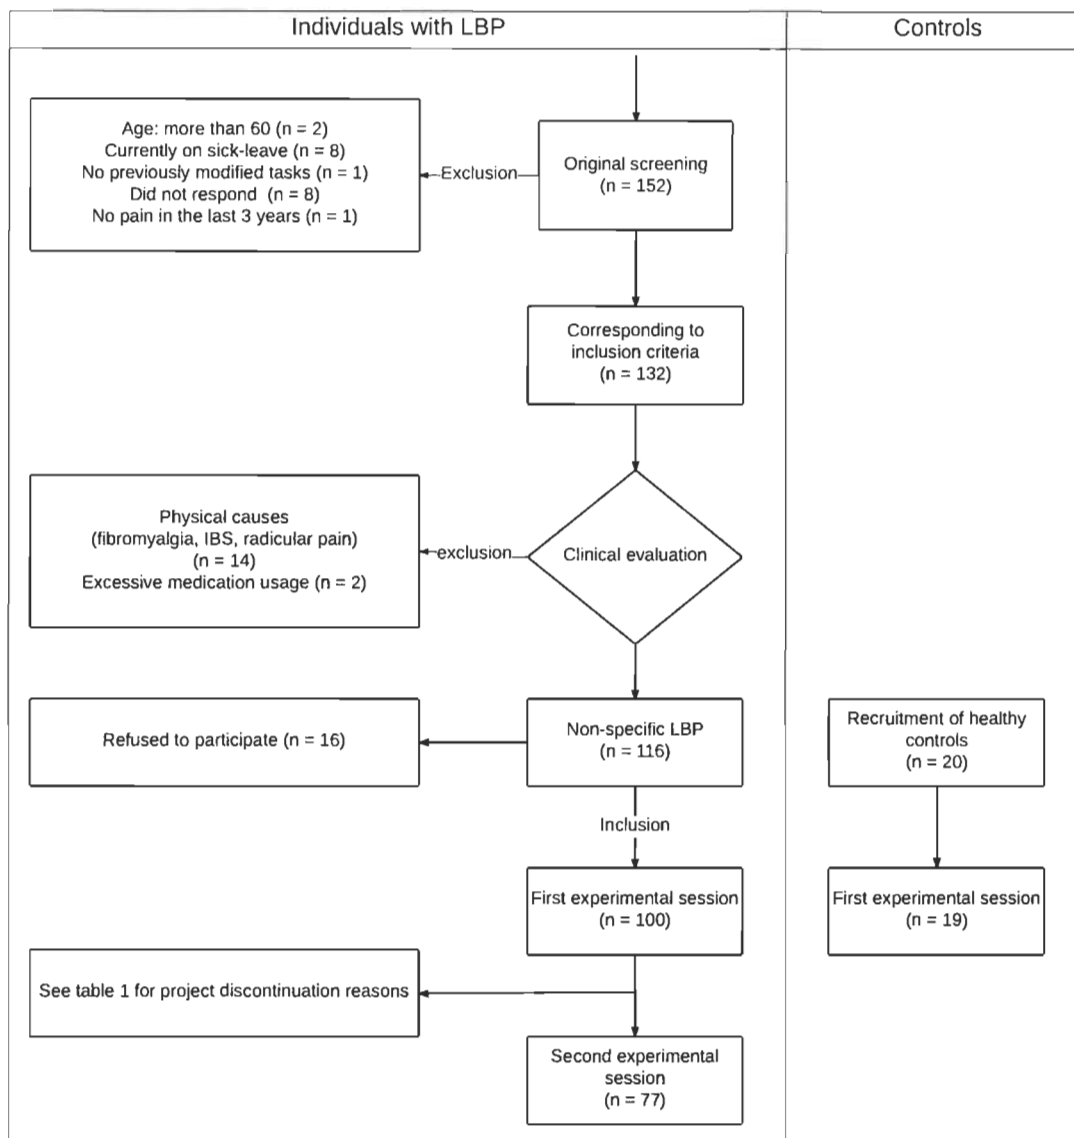 Individuals with LBP
Controls
Age: more than 60 (n = 2)
Currently on sick-leave (n = 8)
No previously modified tasks (n = 1)
Did not respond (n = 8)
No pain in the last 3 years (n = 1)
Exclusion
Original screening
(n = 152)
Corresponding to
inclusion criteria
(n = 132)
Physical causes
(fibromyalgia, IBS, radicular pain)
(n = 14)
Excessive medication usage (n = 2)
exclusion
Clinical evaluation
Refused to participate (n = 16)
Non-specific LBP
(n = 116)
Recruitment of healthy
controls
(n = 20)
Inclusion
First experimental session
(n = 100)
First experimental session
(n = 19)
See table 1 for project discontinuation reasons
Second experimental
session
(n = 77)